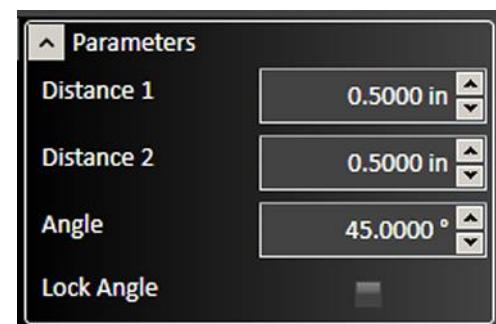 Parameters
Distance 1 0.5000 in
Distance 2 0.5000 in
Angle 45.0000 °
Lock Angle